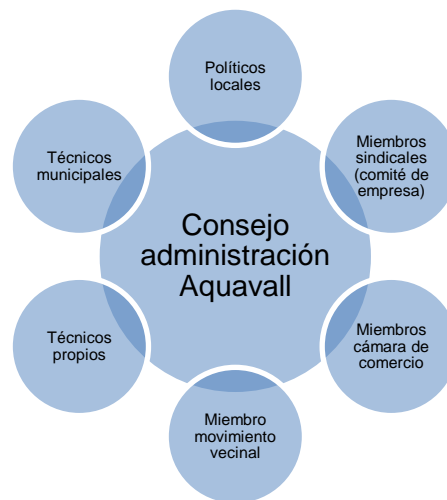 Políticos
locales
Miembros
sindicales
(comité de
empresa)
Miembros
cámara de
comercio
Miembro
movimiento
vecinal
Técnicos
propios
Técnicos
municipales
Consejo
administración
Aquavall